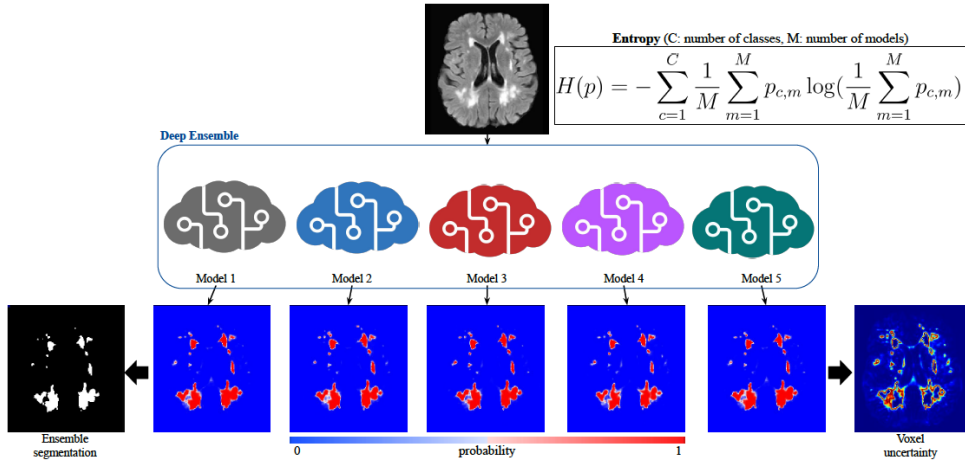 Entropy (C: number of classes, M: number of models)
H(p) = -\sum_{c=1}^{C} \frac{1}{M} \sum_{m=1}^{M} p_{c,m} \log(\frac{1}{M} \sum_{m=1}^{M} p_{c,m})
Deep Ensemble
Model 1 Model 2 Model 3 Model 4 Model 5
Ensemble
segmentation
0 probability 1
Voxel
uncertainty